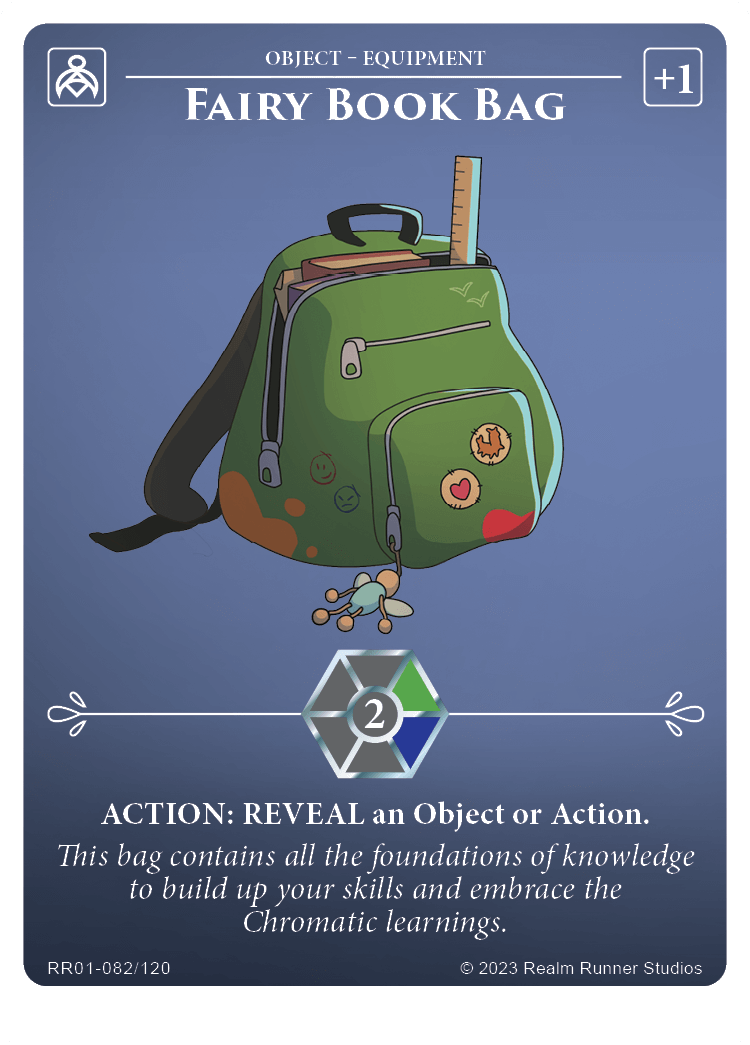 OBJECT – EQUIPMENT
+1
FAIRY BOOK BAG
2
ACTION: REVEAL an Object or Action.
This bag contains all the foundations of knowledge
to build up your skills and embrace the
Chromatic learnings.
RR01-082/120
© 2023 Realm Runner Studios